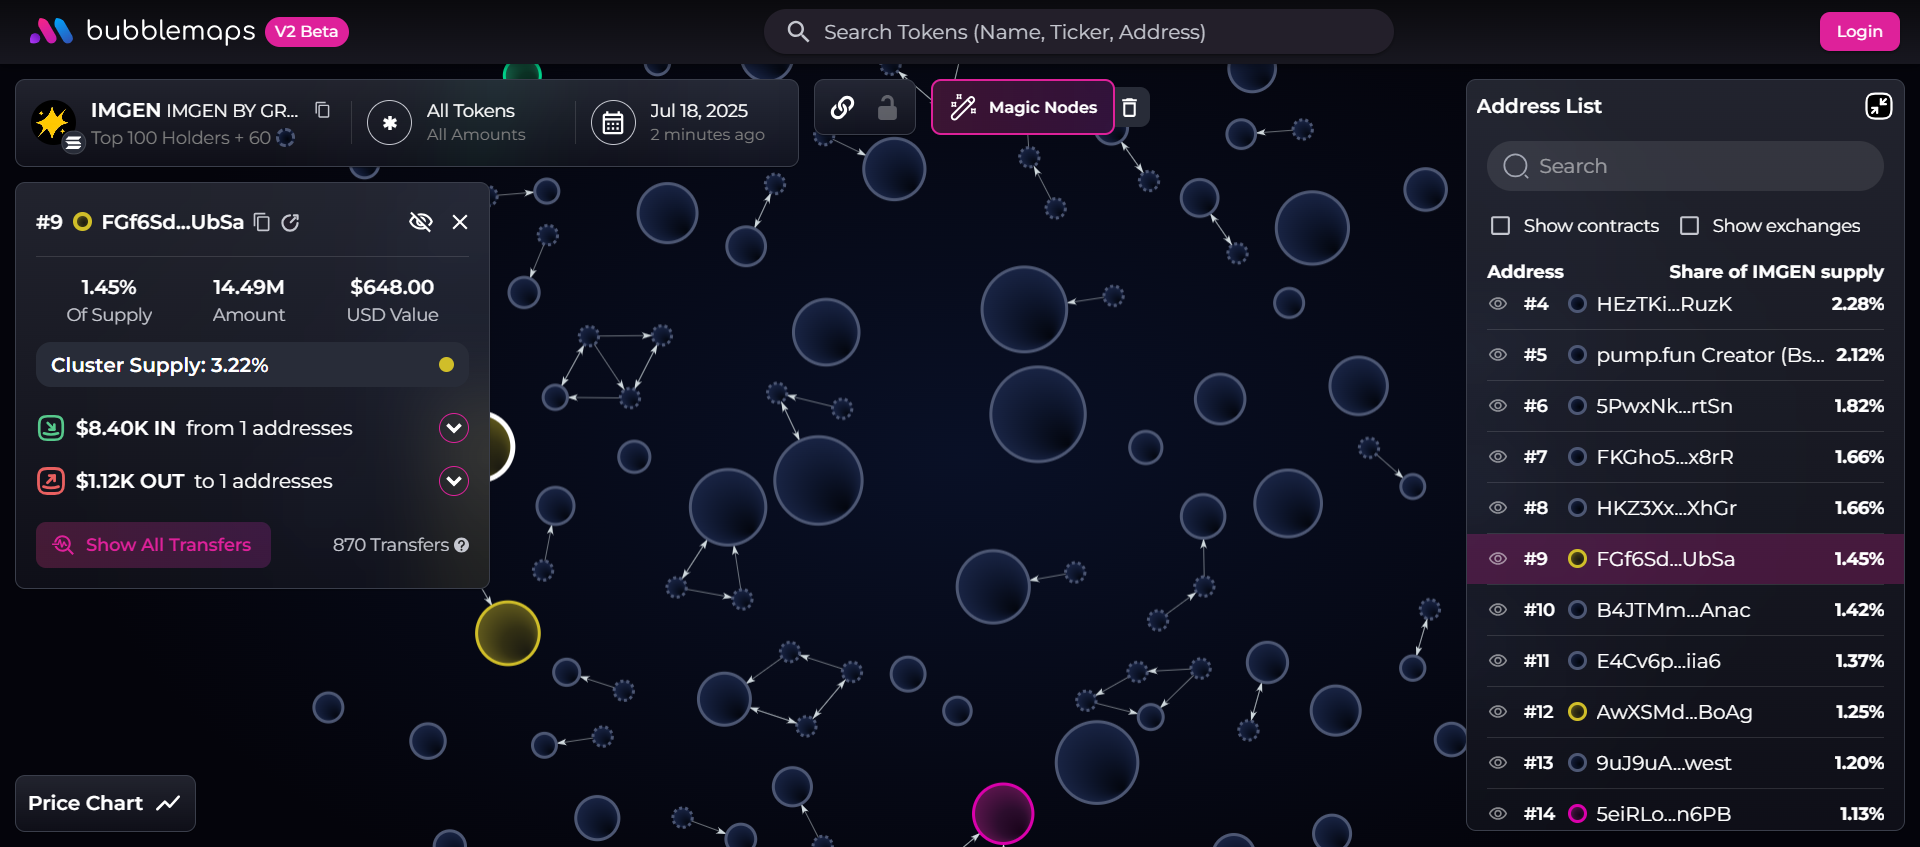 bubblemaps V2 Beta
Search Tokens (Name, Ticker, Address)
Login
IMGEN IMGEN BY GR...
Top 100 Holders + 60
All Tokens
All Amounts
Jul 18, 2025
2 minutes ago
Magic Nodes
#9 FGf6Sd...UbSa
1.45% 14.49M $648.00
Of Supply Amount USD Value
Cluster Supply: 3.22%
$8.40K IN from 1 addresses
$1.12K OUT to 1 addresses
Show All Transfers 870 Transfers ?
Price Chart
Address List
Search
Show contracts Show exchanges
Address Share of IMGEN supply
#4 HEzTKi...RuzK 2.28%
#5 pump.fun Creator (Bs... 2.12%
#6 5PwxNk...rtSn 1.82%
#7 FKGho5...x8rR 1.66%
#8 HKZ3Xx...XhGr 1.66%
#9 FGf6Sd...UbSa 1.45%
#10 B4JTMm...Anac 1.42%
#11 E4Cv6p...iia6 1.37%
#12 AwXSMd...BoAg 1.25%
#13 9uJ9uA...west 1.20%
#14 5eiRLo...n6PB 1.13%